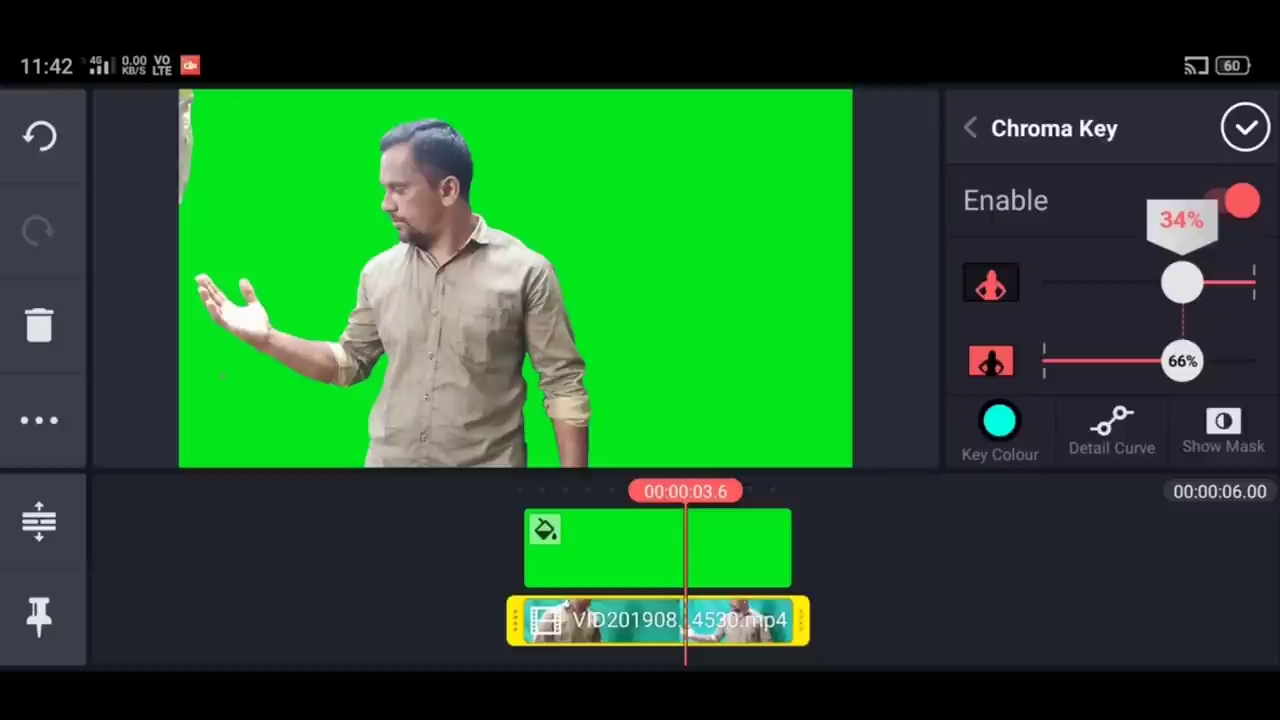 11:42 4G 0.00 KB/S VO LTE 60
Chroma Key
Enable
34%
66%
Key Colour
Detail Curve
Show Mask
00:00:03.6
00:00:06.00
VID201908...4530.mp4